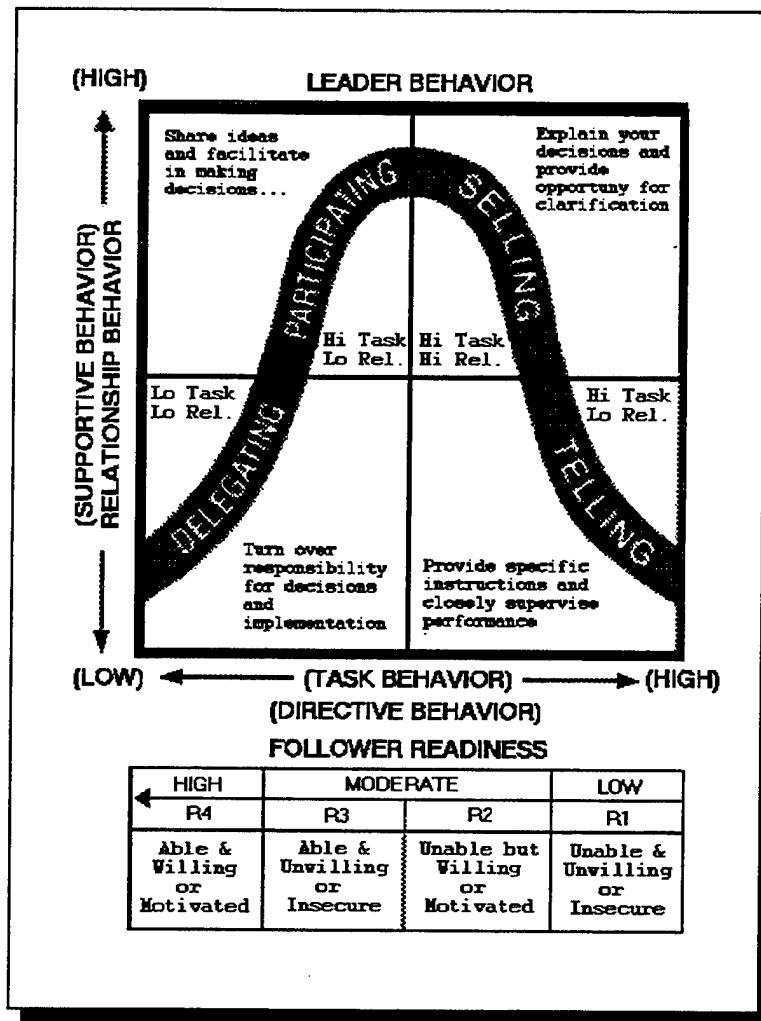 (HIGH)
LEADER BEHAVIOR
Share ideas
and facilitate
in making
decisions...
Explain your
decisions and
provide
opportuny for
clarification
PARTICIPATING
SELLING
(SUPPORTIVE BEHAVIOR)
RELATIONSHIP BEHAVIOR
Hi Task
Lo Rel.
Hi Task
Hi Rel.
Lo Task
Lo Rel.
Hi Task
Lo Rel.
DELEGATING
TELLING
Turn over
responsibility
for decisions
and
implementation
Provide specific
instructions and
closely supervise
performance
(LOW) (TASK BEHAVIOR) (HIGH)
(DIRECTIVE BEHAVIOR)
FOLLOWER READINESS
HIGH MODERATE LOW
R4 R3 R2 R1
Able & Able & Unable but Unable &
Willing Unwilling Willing Unwilling
or or or or
Motivated Insecure Motivated Insecure